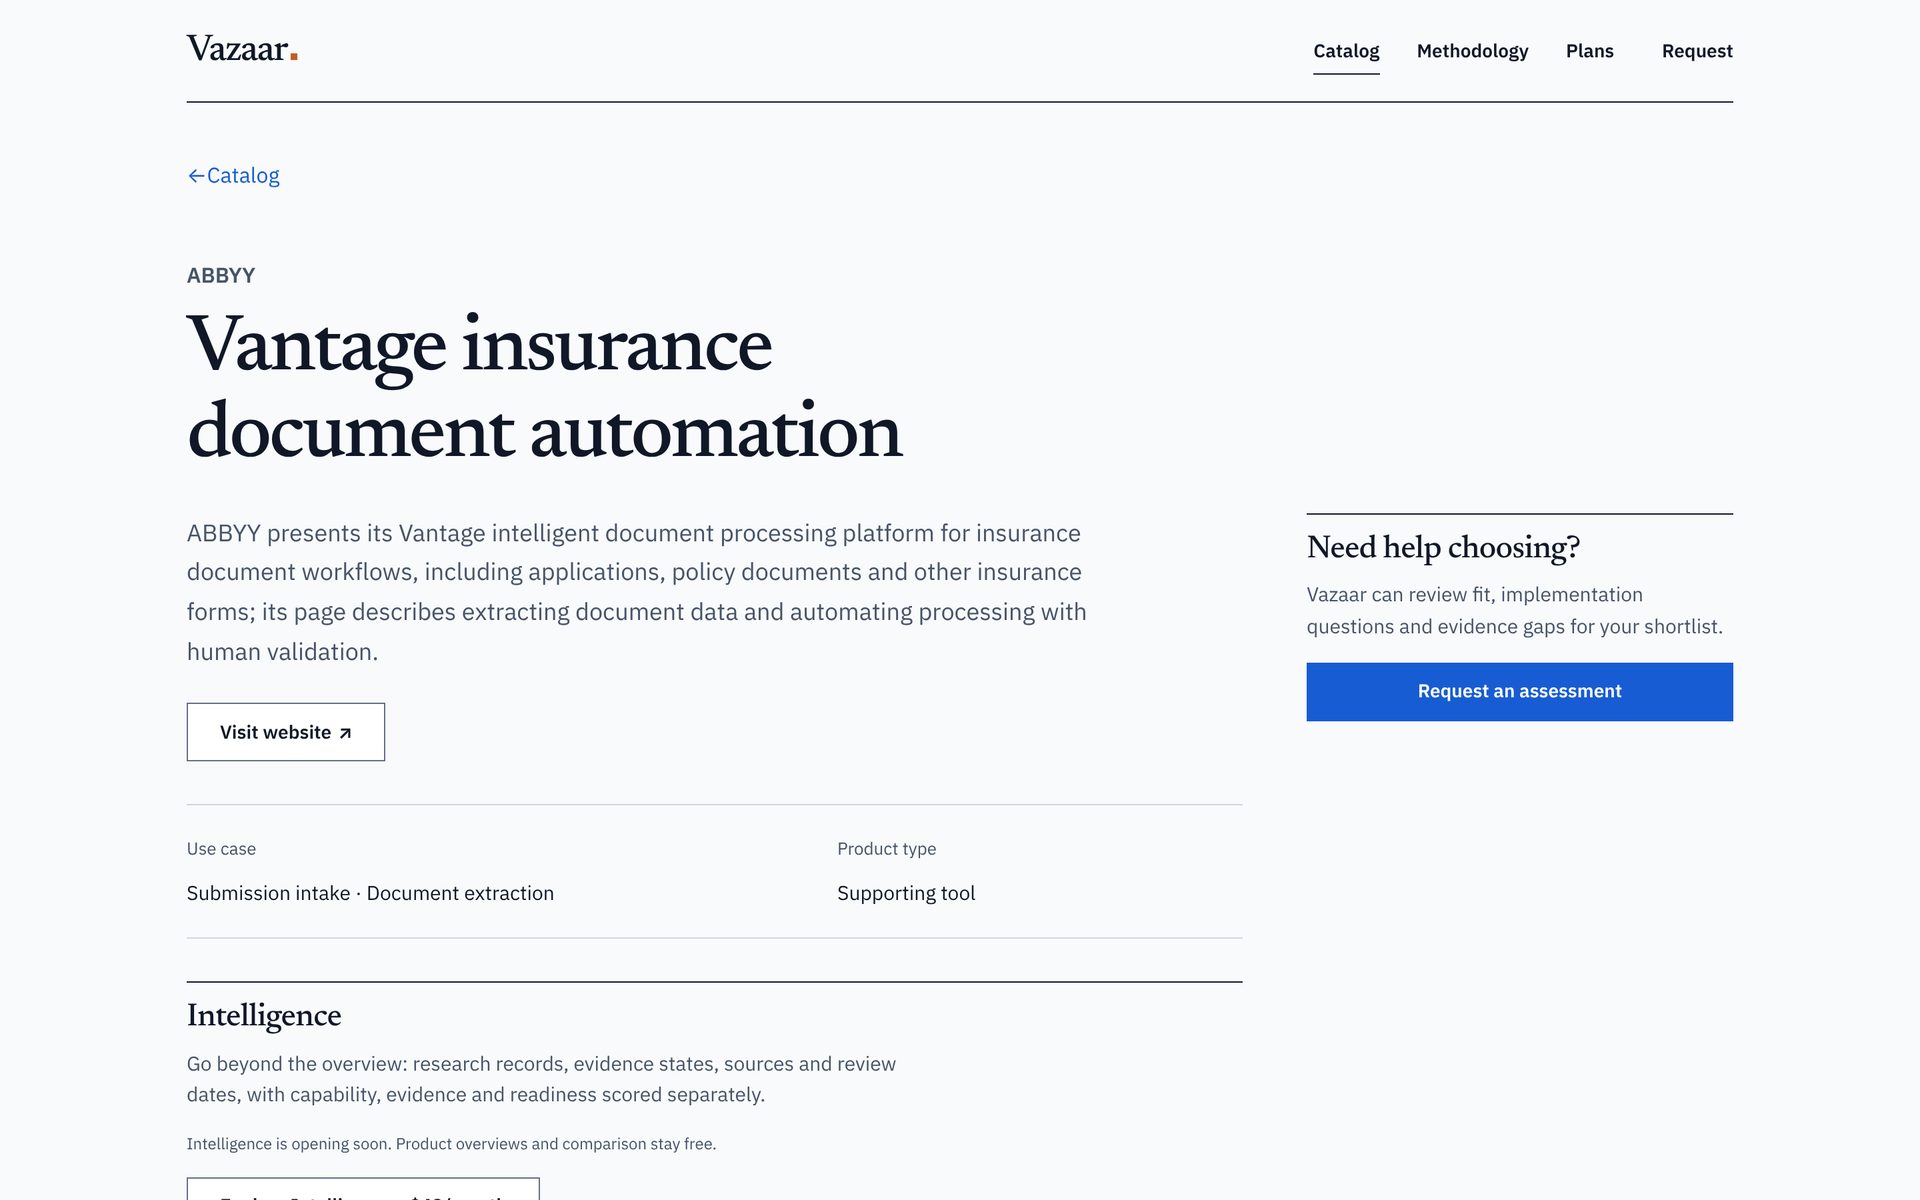 Vazaar.
Catalog Methodology Plans Request
←Catalog
ABBYY
Vantage insurance
document automation
ABBYY presents its Vantage intelligent document processing platform for insurance
document workflows, including applications, policy documents and other insurance
forms; its page describes extracting document data and automating processing with
human validation.
Visit website ↗
Need help choosing?
Vazaar can review fit, implementation
questions and evidence gaps for your shortlist.
Request an assessment
Use case
Submission intake · Document extraction
Product type
Supporting tool
Intelligence
Go beyond the overview: research records, evidence states, sources and review
dates, with capability, evidence and readiness scored separately.
Intelligence is opening soon. Product overviews and comparison stay free.